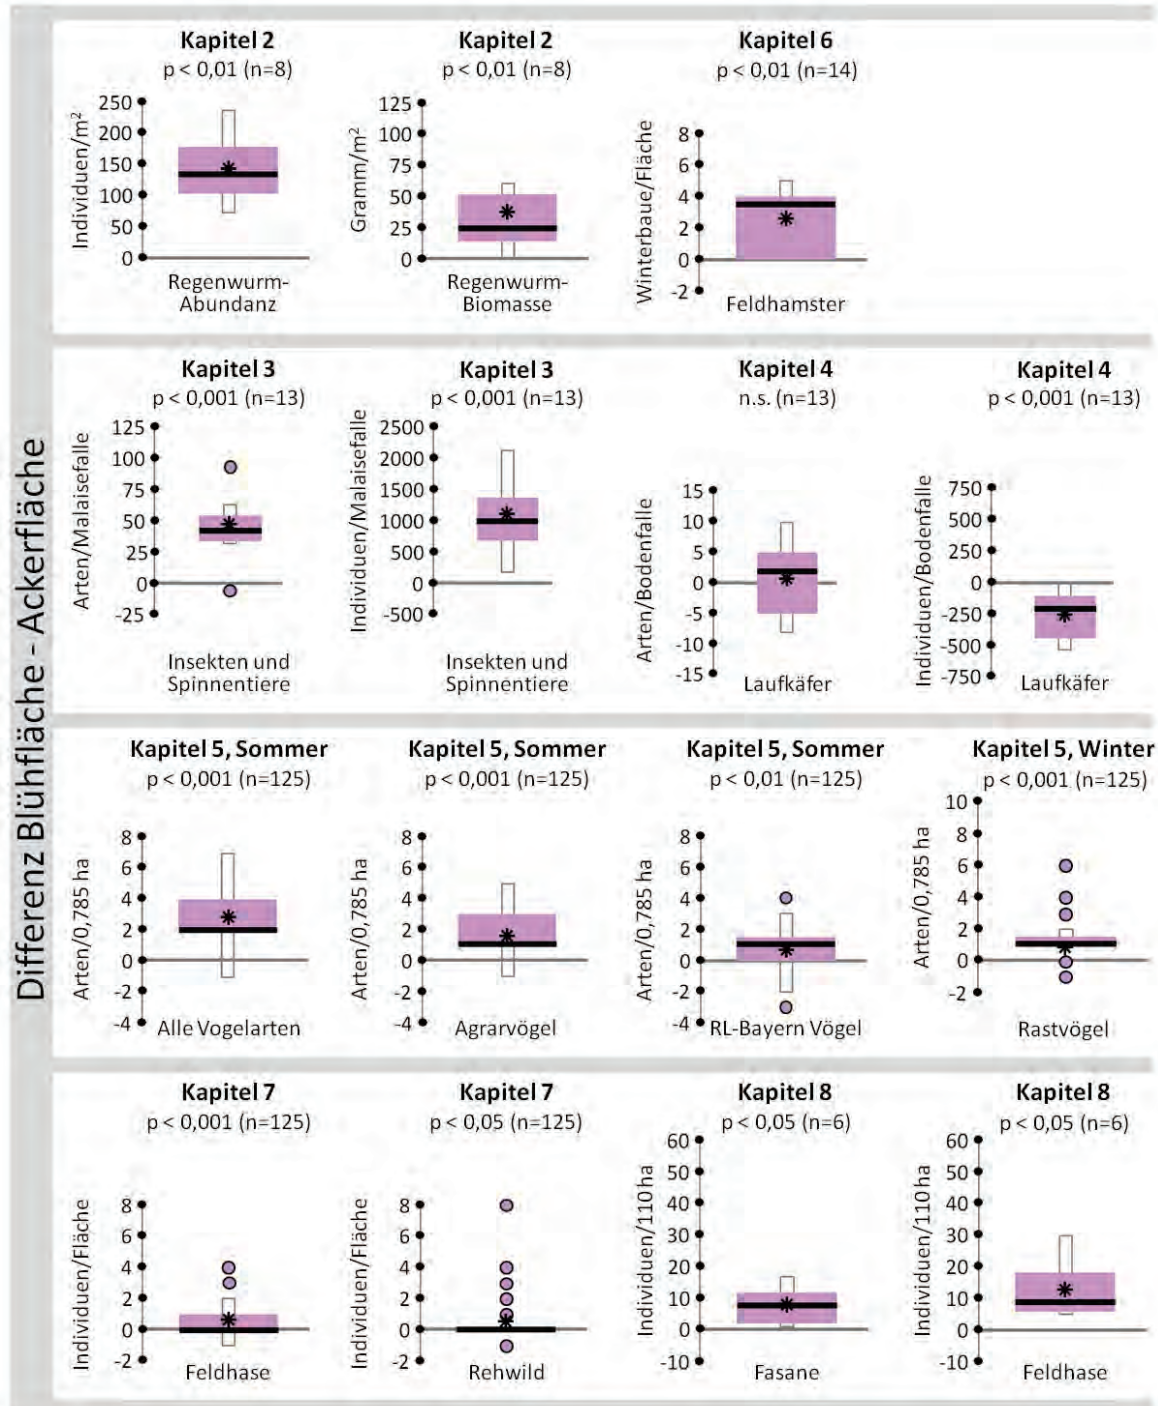 Differenz Blühfläche - Ackerfläche
Kapitel 2
p < 0,01 (n=8)
Individuen/m²
250
200
150
100
50
0
Regenwurm-
Abundanz
Kapitel 2
p < 0,01 (n=8)
Gramm/m²
125
100
75
50
25
0
Regenwurm-
Biomasse
Kapitel 6
p < 0,01 (n=14)
Winterbaue/Fläche
8
6
4
2
0
-2
Feldhamster
Kapitel 3
p < 0,001 (n=13)
Arten/Malaisefalle
125
100
75
50
25
0
-25
Insekten und
Spinnentiere
Kapitel 3
p < 0,001 (n=13)
Individuen/Malaisefalle
2500
2000
1500
1000
500
0
-500
Insekten und
Spinnentiere
Kapitel 4
n.s. (n=13)
Arten/Bodenfalle
15
10
5
0
-5
-10
-15
Laufkäfer
Kapitel 4
p < 0,001 (n=13)
Individuen/Bodenfalle
750
500
250
0
-250
-500
-750
Laufkäfer
Kapitel 5, Sommer
p < 0,001 (n=125)
Arten/0,785 ha
8
6
4
2
0
-2
-4
Alle Vogelarten
Kapitel 5, Sommer
p < 0,001 (n=125)
Arten/0,785 ha
8
6
4
2
0
-2
-4
Agrarvögel
Kapitel 5, Sommer
p < 0,01 (n=125)
Arten/0,785 ha
8
6
4
2
0
-2
-4
RL-Bayern Vögel
Kapitel 5, Winter
p < 0,001 (n=125)
Arten/0,785 ha
10
8
6
4
2
0
-2
Rastvögel
Kapitel 7
p < 0,001 (n=125)
Individuen/Fläche
8
6
4
2
0
-2
Feldhase
Kapitel 7
p < 0,05 (n=125)
Individuen/Fläche
8
6
4
2
0
-2
Rehwild
Kapitel 8
p < 0,05 (n=6)
Individuen/110 ha
60
50
40
30
20
10
0
-10
Fasane
Kapitel 8
p < 0,05 (n=6)
Individuen/110 ha
60
50
40
30
20
10
0
-10
Feldhase